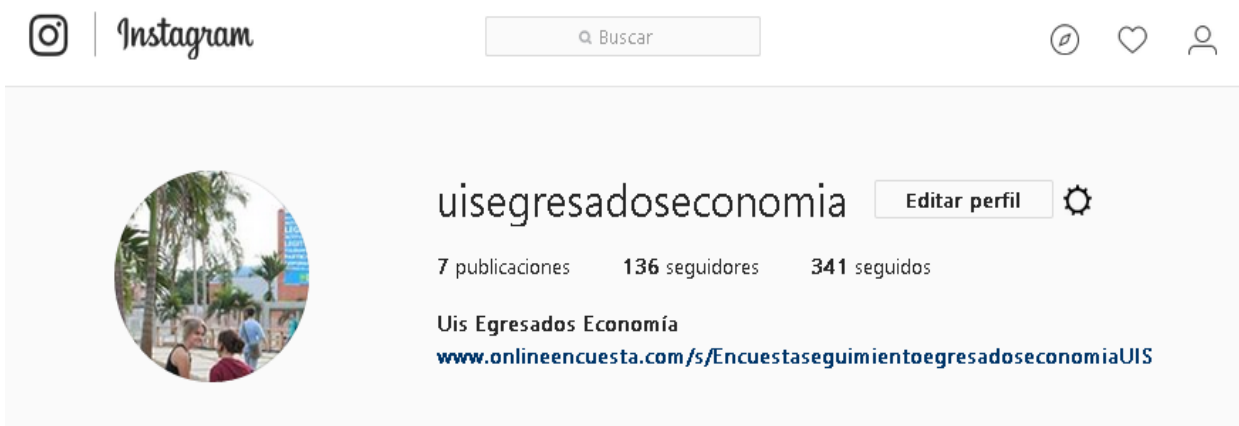 Instagram
Buscar
uisegresadoseconomia Editar perfil
7 publicaciones 136 seguidores 341 seguidos
Uis Egresados Economía
www.onlineencuesta.com/s/EncuestaseguimientoegresadoseconomiaUIS